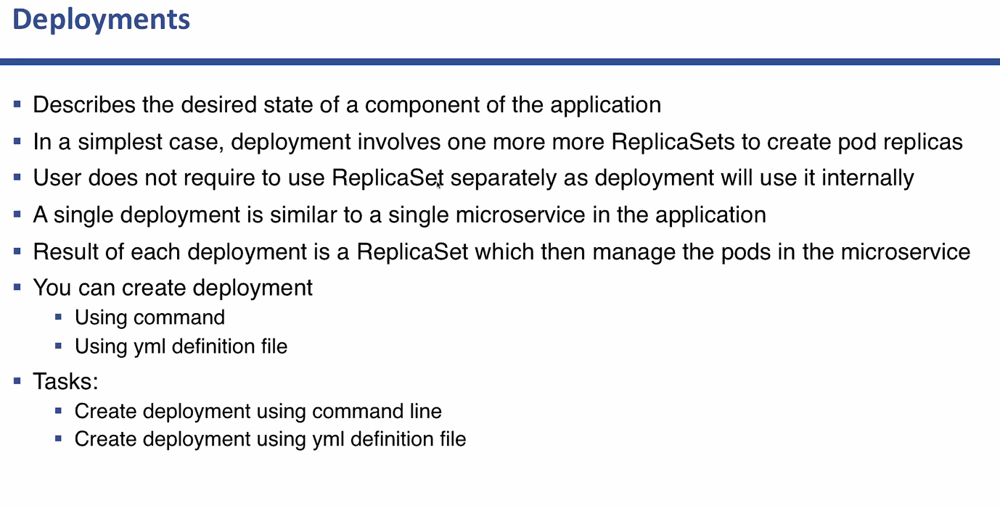 Deployments
Describes the desired state of a component of the application
In a simplest case, deployment involves one more more ReplicaSets to create pod replicas
User does not require to use ReplicaSet separately as deployment will use it internally
A single deployment is similar to a single microservice in the application
Result of each deployment is a ReplicaSet which then manage the pods in the microservice
You can create deployment
Using command
Using yml definition file
Tasks:
Create deployment using command line
Create deployment using yml definition file